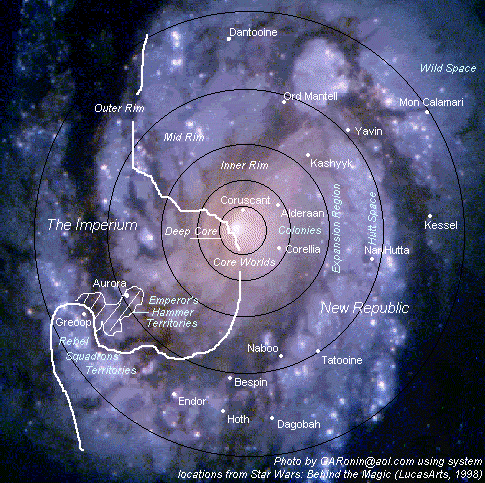 Dantooine
Wild Space
Ord Mantell
Mon Calamari
Outer Rim
Yavin
Mid Rim
Kashyyk
Inner Rim
Coruscant
Alderaan
Kessel
The Imperium
Deep Core
Colonies
Expansion Region
Hutt Space
Corellia
Nar Hutta
Core Worlds
Aurora
Emperor's
Hammer
Territories
New Republic
Greoop
Rebel
Squadrons
Territories
Naboo
Tatooine
Bespin
Endor
Hoth
Dagobah
Photo by GARonin@aol.com using system
locations from Star Wars: Behind the Magic (LucasArts, 1998)